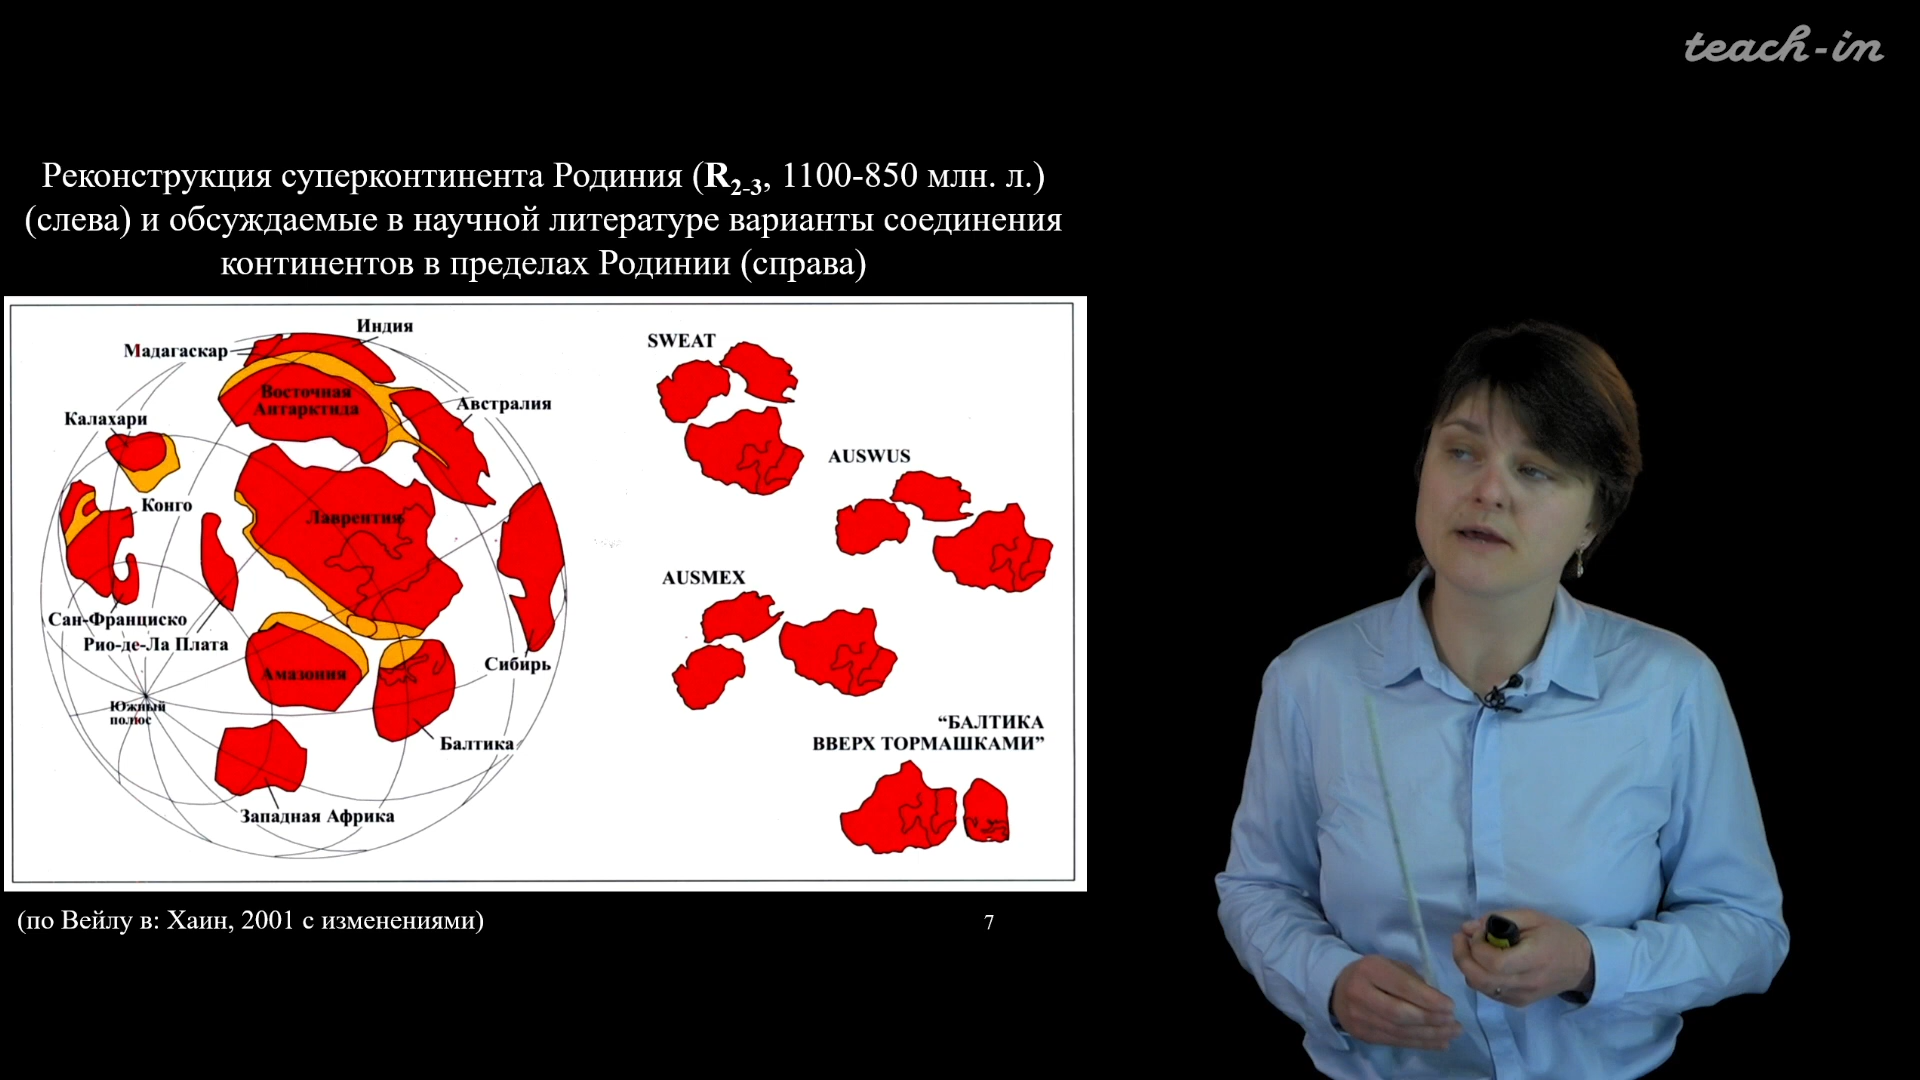 teach-in
Реконструкция суперконтинента Родиния (R2-3, 1100-850 млн. л.)
(слева) и обсуждаемые в научной литературе варианты соединения
континентов в пределах Родинии (справа)
Индия
Мадагаскар
Восточная
Антарктида
Австралия
Калахари
Конго
Лаврентия
Сан-Франциско
Рио-де-Ла Плата
Сибирь
Амазония
Южный
полюс
Балтика
Западная Африка
SWEAT
AUSWUS
AUSMEX
“БАЛТИКА
ВВЕРХ ТОРМАШКАМИ”
(по Вейлу в: Хаин, 2001 с изменениями)
7